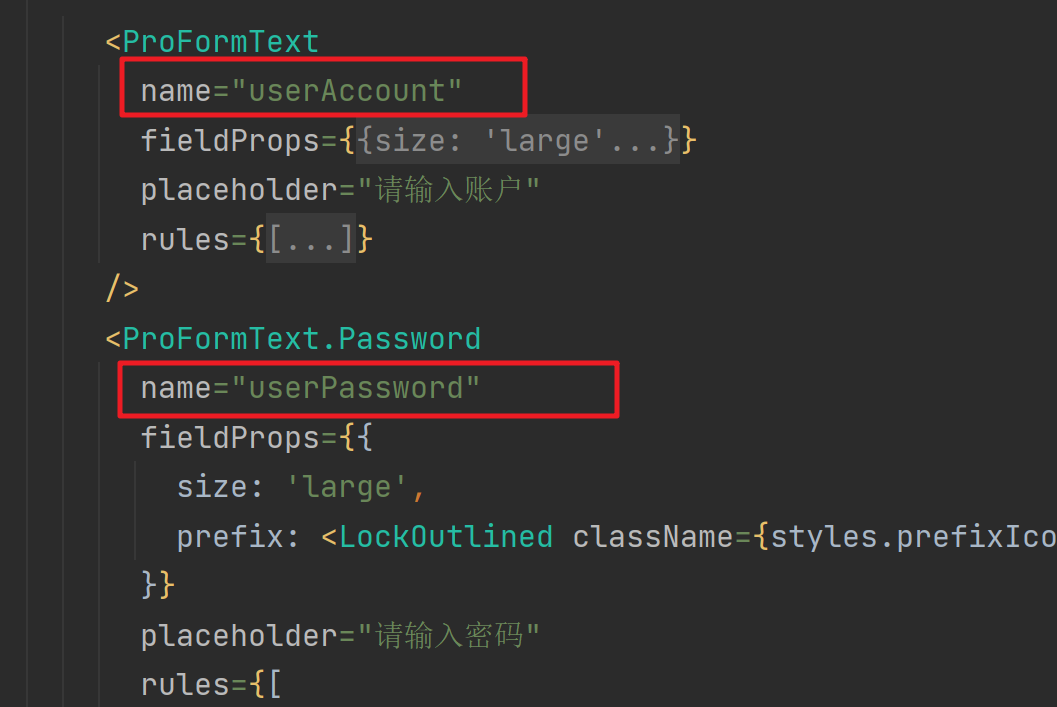 <ProFormText
name="userAccount"
fieldProps={{size: 'large'...}}
placeholder="请输入账户"
rules={[...]}
/>
<ProFormText.Password
name="userPassword"
fieldProps={{
size: 'large',
prefix: <LockOutlined className={styles.prefixIco
}}
placeholder="请输入密码"
rules={[